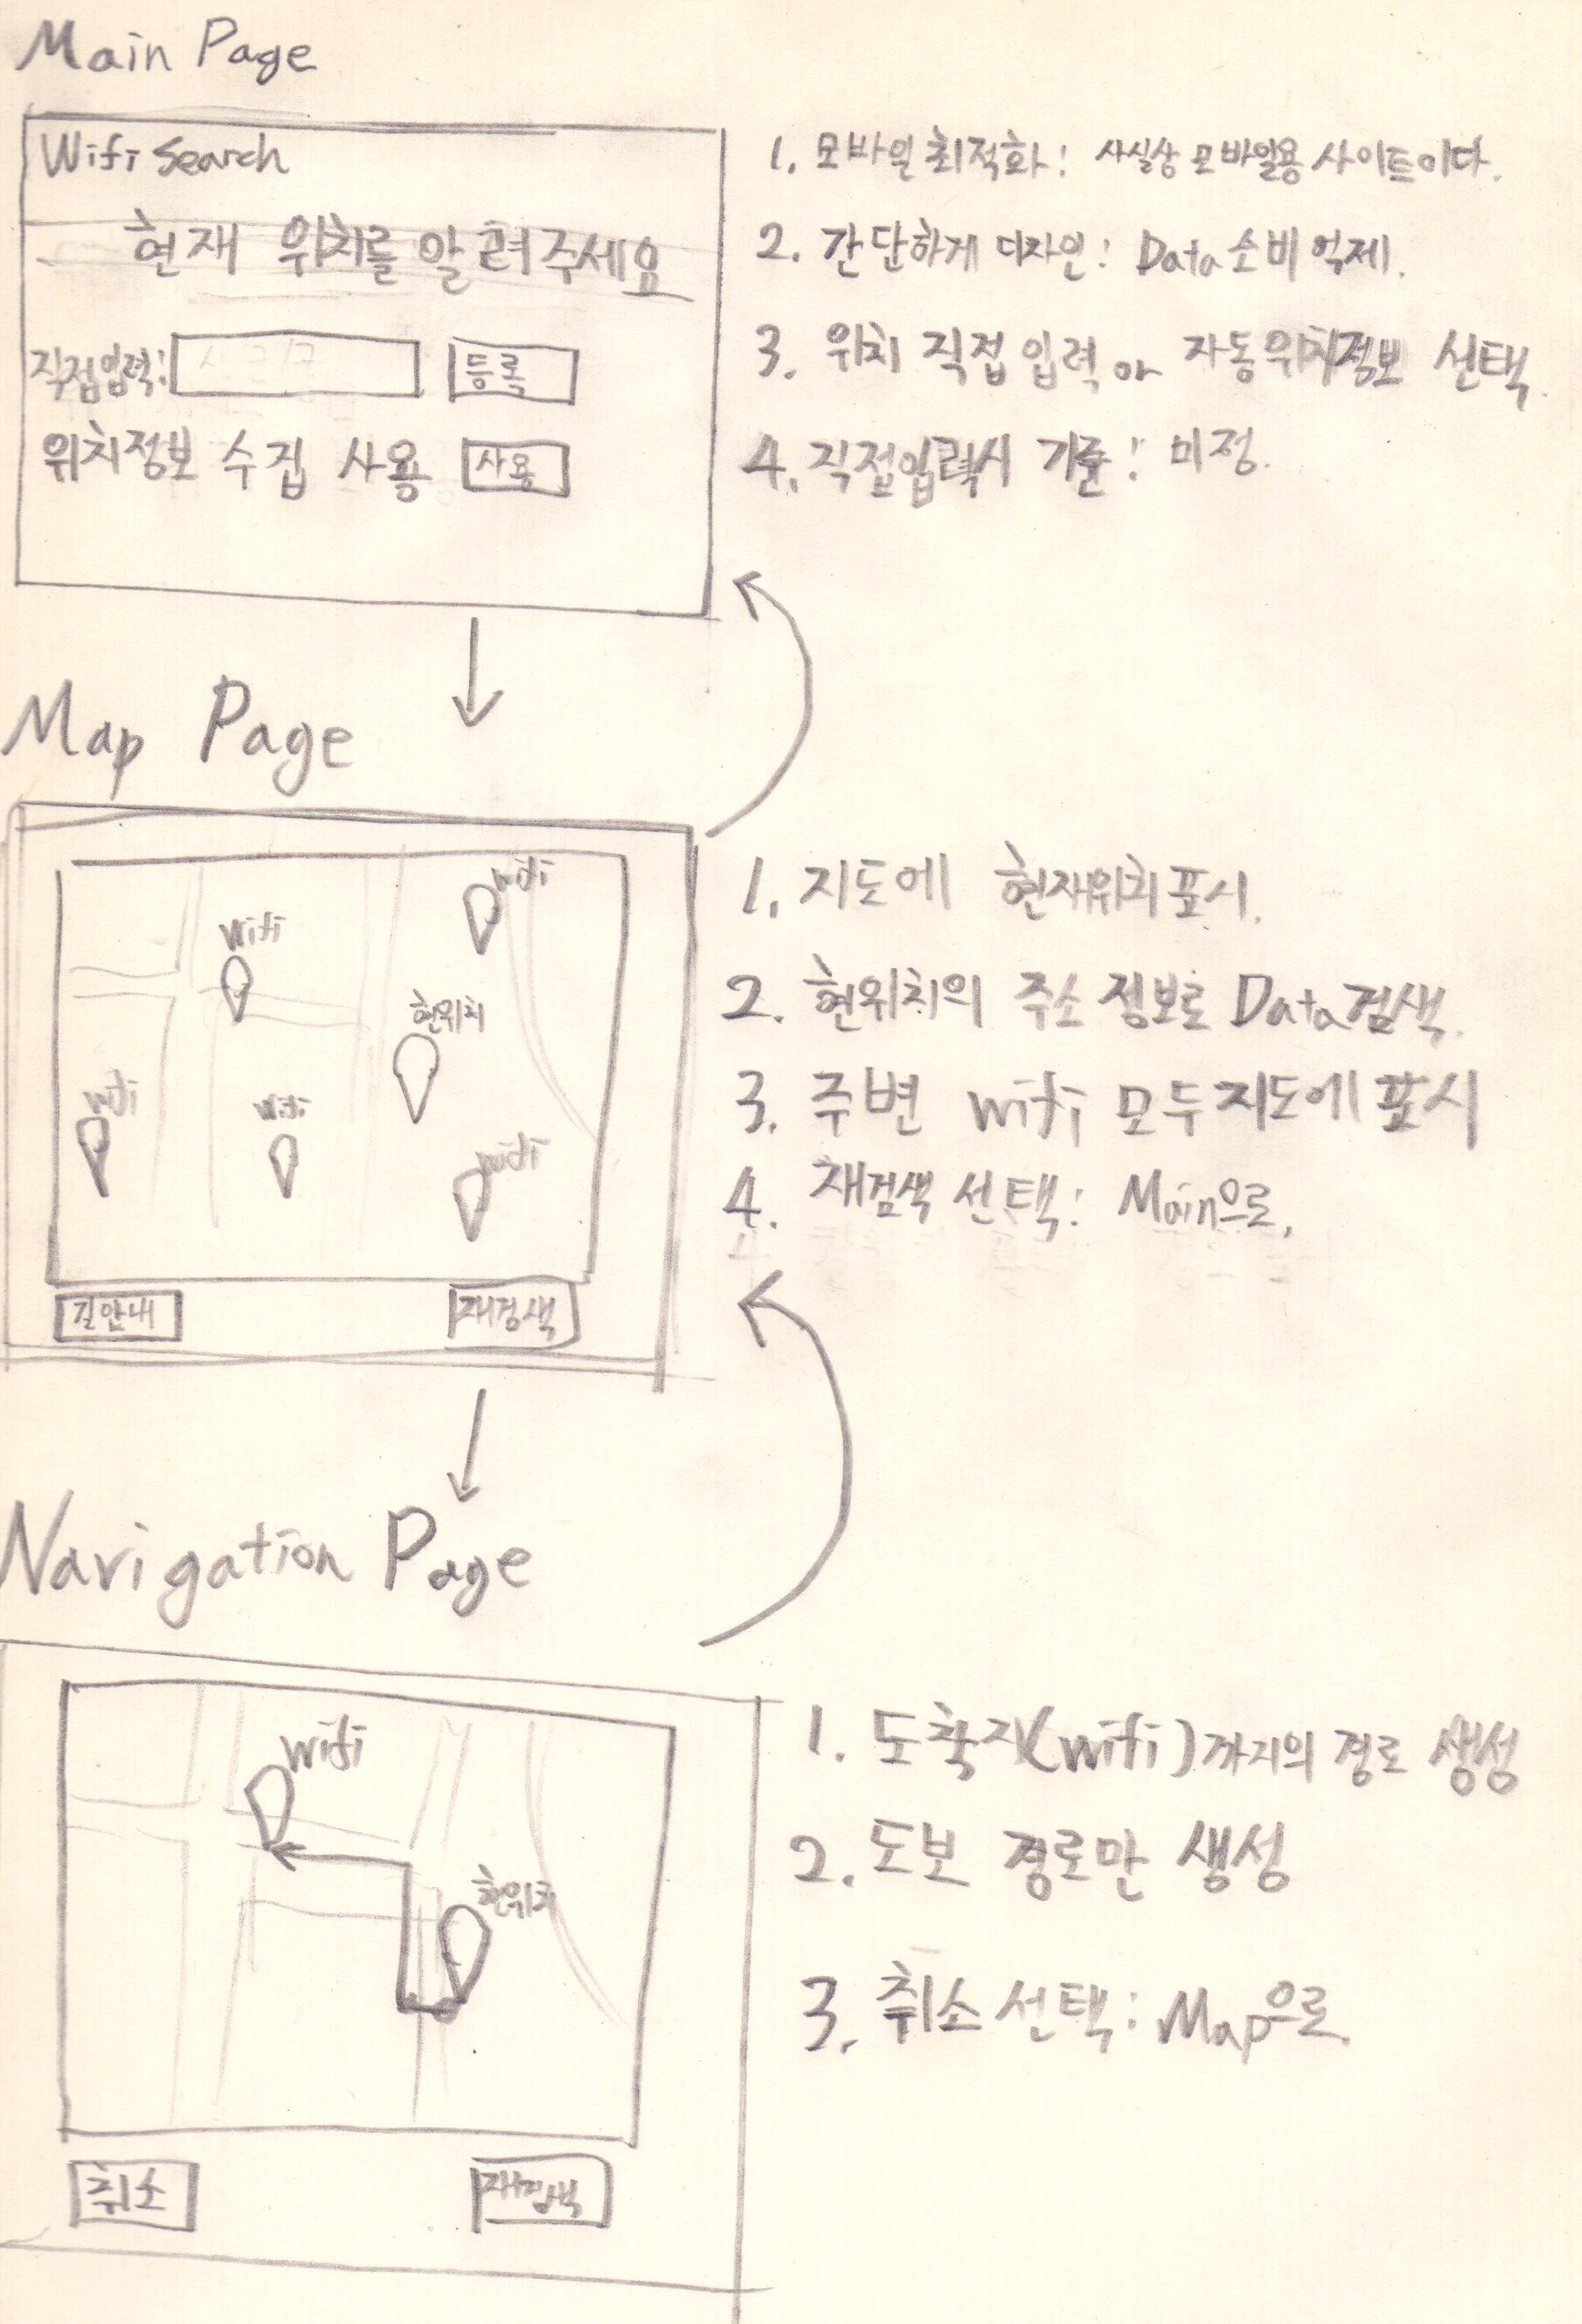 Main Page
Wifi Search
현재 위치를 알려주세요
직접입력:
등록
위치정보 수집 사용
사용
1. 모바일 최적화: 사실상 모바일용 사이트이다.
2. 간단하게 디자인: Data소비 억제.
3. 위치 직접 입력 or 자동위치정보 선택.
4. 직접입력시 기준: 미정.
Map Page
wifi
wifi
현위치
wifi
wifi
wifi
길안내
재검색
1. 지도에 현재위치 표시.
2. 현위치의 주소 정보로 Data검색.
3. 주변 wifi 모두 지도에 표시
4. 재검색 선택: Main으로.
Navigation Page
wifi
현위치
취소
재검색
1. 도착지(wifi)까지의 경로 생성
2. 도보 경로만 생성
3. 취소 선택: Map으로.